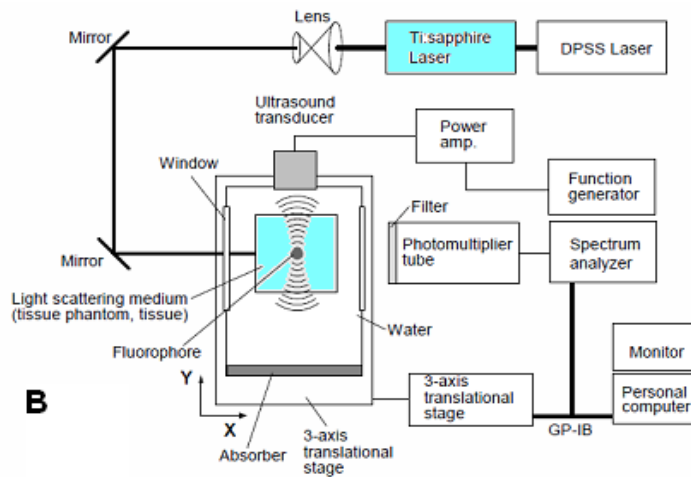 Lens
Mirror
Ti:sapphire
Laser
DPSS Laser
Ultrasound
transducer
Power
amp.
Window
Function
generator
Filter
Photomultiplier
tube
Spectrum
analyzer
Mirror
Light scattering medium
(tissue phantom, tissue)
Water
Fluorophore
Monitor
Y
3-axis
translational
stage
Personal
computer
B
X
GP-IB
3-axis
translational
stage
Absorber